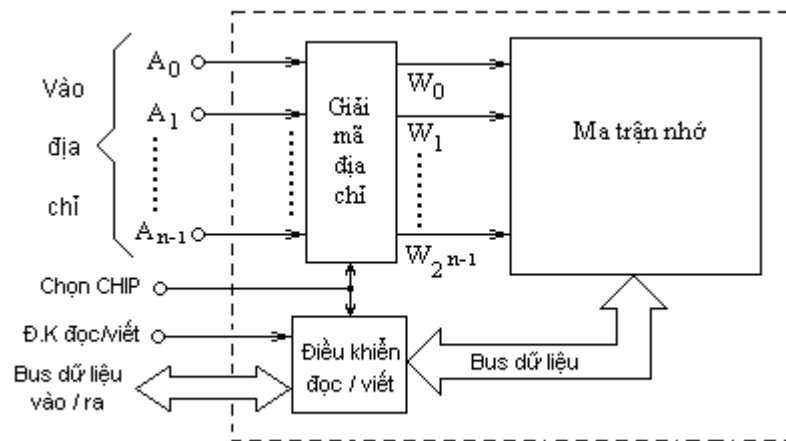 Vào
địa
chỉ
A0
A1
An-1
Giải
mã
địa
chỉ
W0
W1
W2 n-1
Ma trận nhớ
Chọn CHIP
Đ.K đọc/viết
Bus dữ liệu
vào / ra
Điều khiển
đọc / viết
Bus dữ liệu